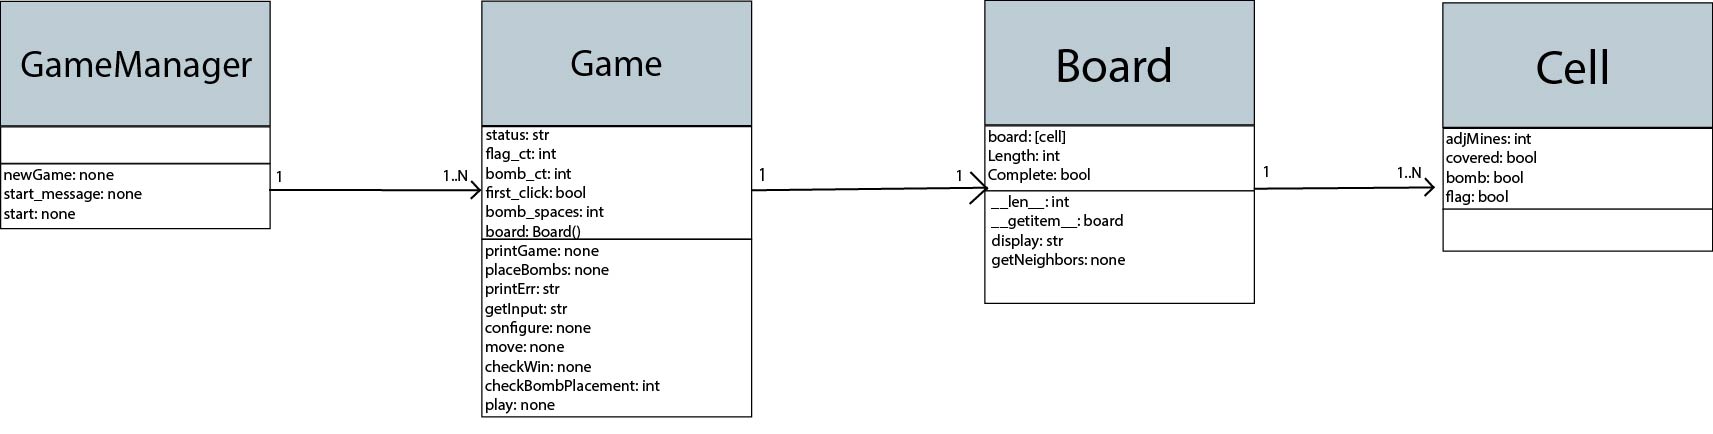 GameManager
newGame: none
start_message: none
start: none
1
1..N
Game
status: str
flag_ct: int
bomb_ct: int
first_click: bool
bomb_spaces: int
board: Board()
printGame: none
placeBombs: none
printErr: str
getInput: str
configure: none
move: none
checkWin: none
checkBombPlacement: int
play: none
1
1
Board
board: [cell]
Length: int
Complete: bool
__len__: int
__getitem__: board
display: str
getNeighbors: none
1
1..N
Cell
adjMines: int
covered: bool
bomb: bool
flag: bool